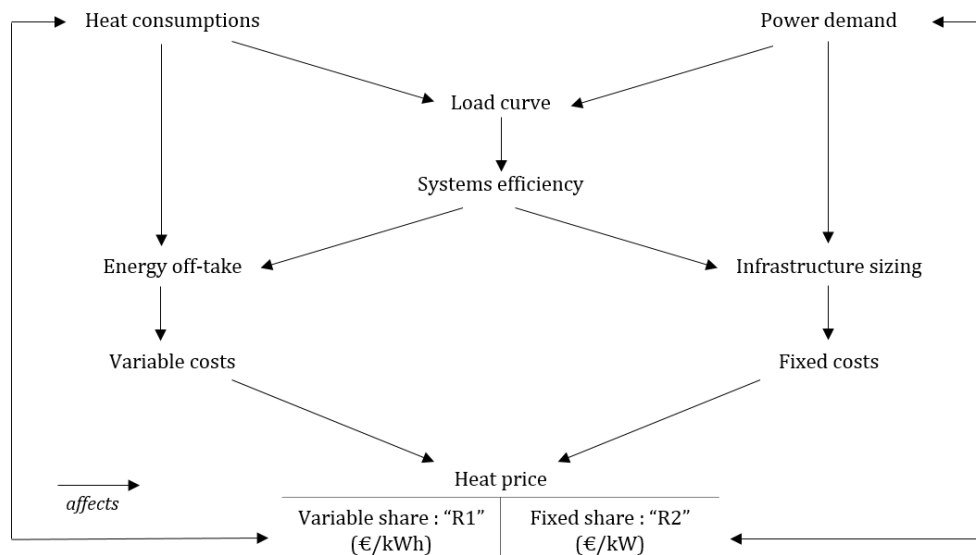 Heat consumptions
Power demand
Load curve
Systems efficiency
Energy off-take
Infrastructure sizing
Variable costs
Fixed costs
Heat price
affects
Variable share : “R1”
(€/kWh)
Fixed share : “R2”
(€/kW)